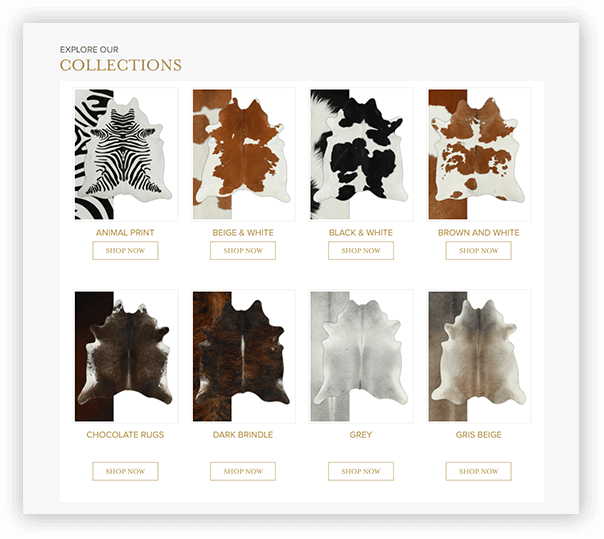 EXPLORE OUR
COLLECTIONS
ANIMAL PRINT
BEIGE & WHITE
BLACK & WHITE
BROWN AND WHITE
SHOP NOW
SHOP NOW
SHOP NOW
SHOP NOW
CHOCOLATE RUGS
DARK BRINDLE
GREY
GRIS BEIGE
SHOP NOW
SHOP NOW
SHOP NOW
SHOP NOW